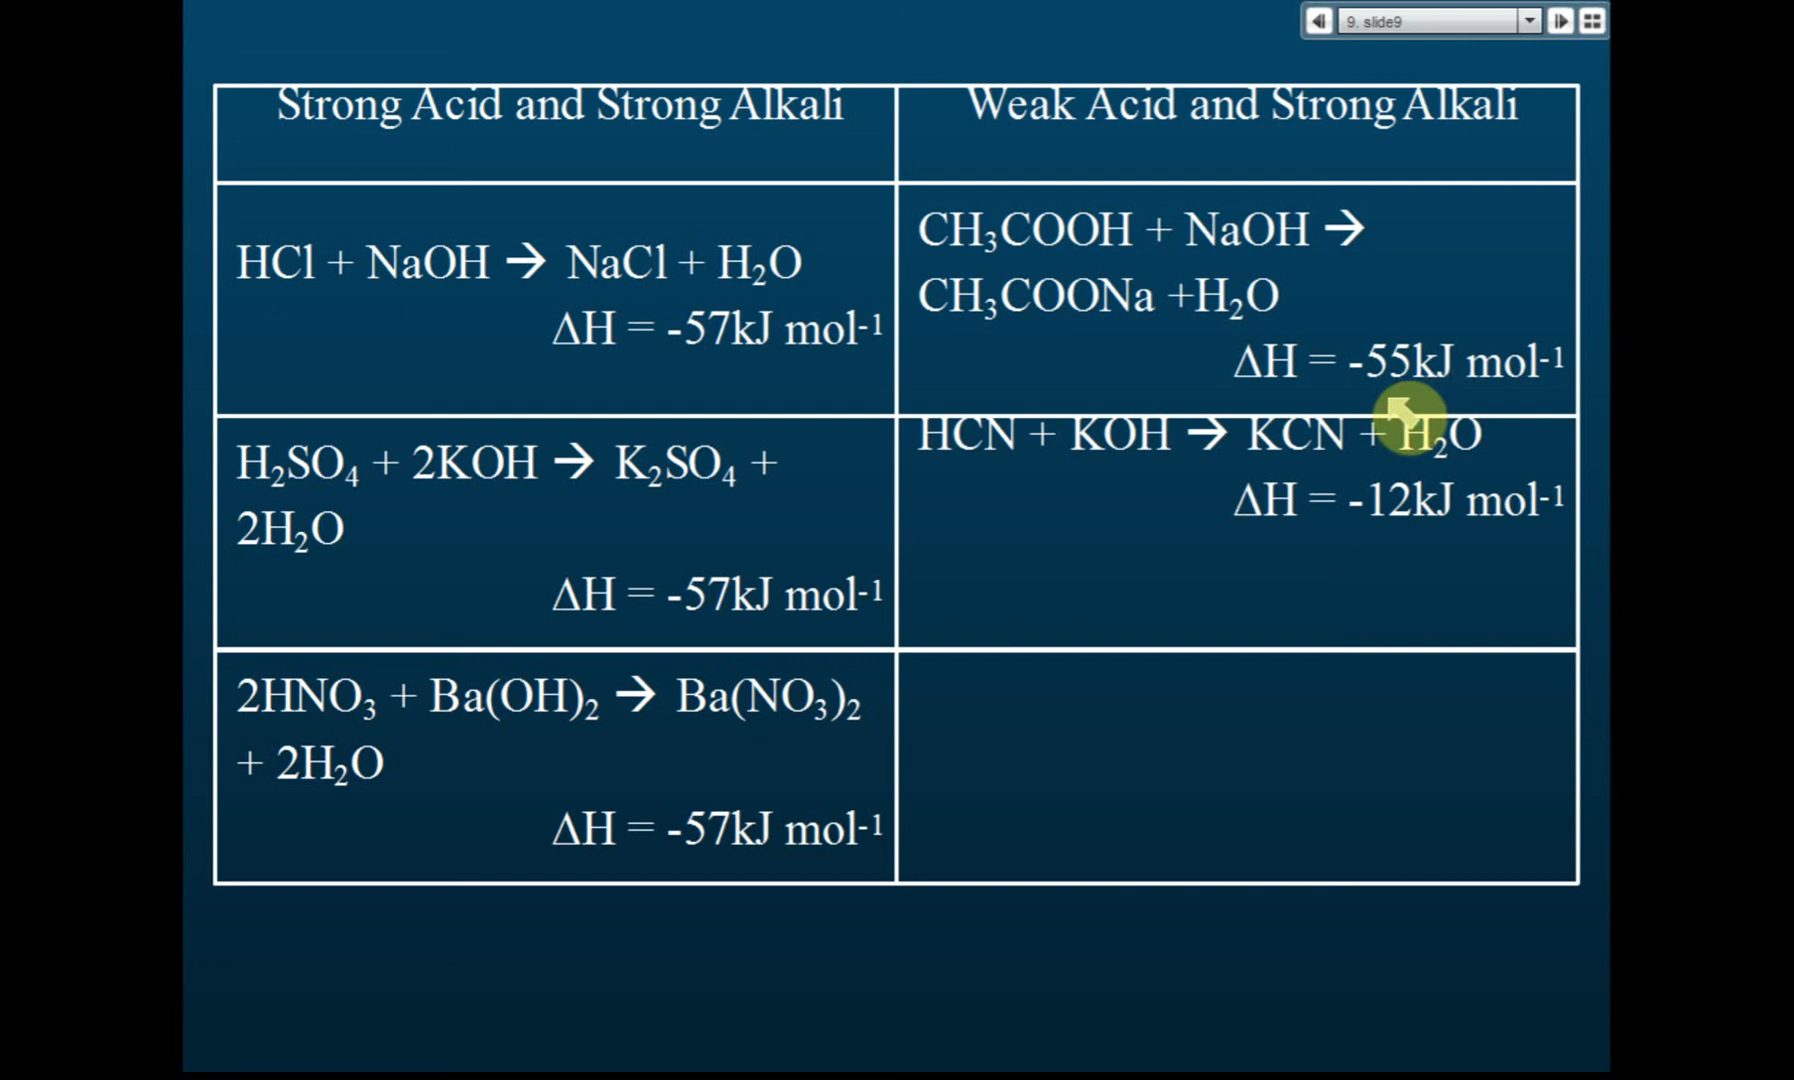 9. slide9
Strong Acid and Strong Alkali
Weak Acid and Strong Alkali
HCl + NaOH → NaCl + H₂O
ΔH = -57kJ mol-¹
CH₃COOH + NaOH →
CH₃COONa +H₂O
ΔH = -55kJ mol-¹
H₂SO₄ + 2KOH → K₂SO₄ +
2H₂O
ΔH = -57kJ mol-¹
HCN + KOH → KCN + H₂O
ΔH = -12kJ mol-¹
2HNO₃ + Ba(OH)₂ → Ba(NO₃)₂
+ 2H₂O
ΔH = -57kJ mol-¹